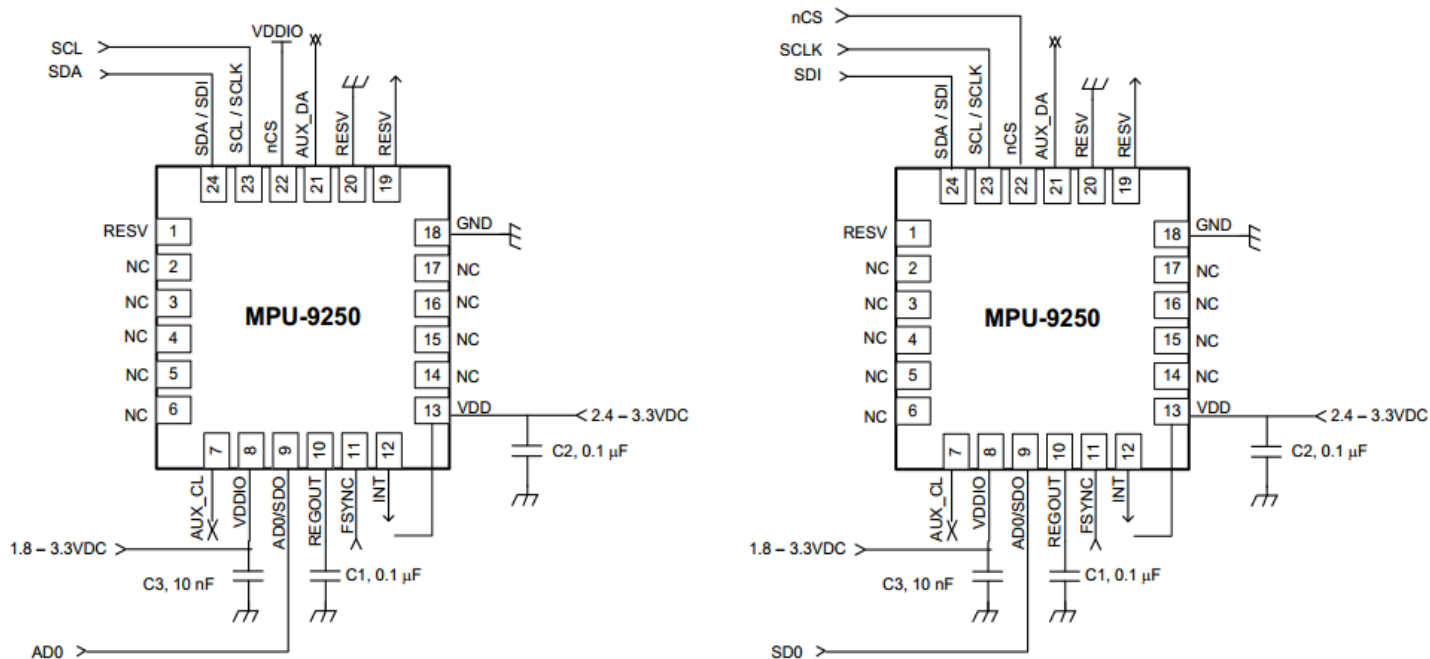 SCL
SDA
VDDIO
SDA / SDI
SCL / SCLK
nCS
AUX_DA
RESV
RESV
24
23
22
21
20
19
RESV 1
NC 2
NC 3
NC 4
NC 5
NC 6
MPU-9250
18 GND
17 NC
16 NC
15 NC
14 NC
13 VDD
2.4 – 3.3VDC
C2, 0.1 µF
7
8
9
10
11
12
AUX_CL
VDDIO
AD0/SDO
REGOUT
FSYNC
INT
1.8 – 3.3VDC
C3, 10 nF
C1, 0.1 µF
AD0
nCS
SCLK
SDI
SDA / SDI
SCL / SCLK
nCS
AUX_DA
RESV
RESV
24
23
22
21
20
19
RESV 1
NC 2
NC 3
NC 4
NC 5
NC 6
MPU-9250
18 GND
17 NC
16 NC
15 NC
14 NC
13 VDD
2.4 – 3.3VDC
C2, 0.1 µF
7
8
9
10
11
12
AUX_CL
VDDIO
AD0/SDO
REGOUT
FSYNC
INT
1.8 – 3.3VDC
C3, 10 nF
C1, 0.1 µF
SD0